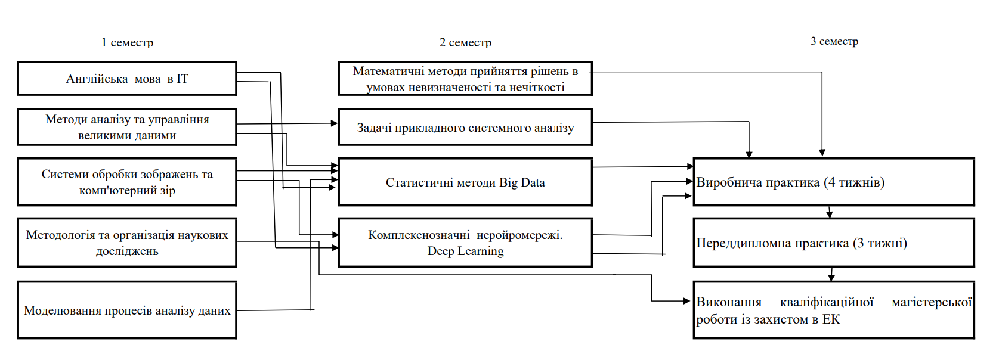 1 семестр
2 семестр
3 семестр
Англійська мова в ІТ
Методи аналізу та управління
великими даними
Системи обробки зображень та
комп'ютерний зір
Методологія та організація наукових
досліджень
Моделювання процесів аналізу даних
Математичні методи прийняття рішень в
умовах невизначеності та нечіткості
Задачі прикладного системного аналізу
Статистичні методи Big Data
Комплекснозначні неройромережі.
Deep Learning
Виробнича практика (4 тижнів)
Переддипломна практика (3 тижні)
Виконання кваліфікаційної магістерської
роботи із захистом в ЕК